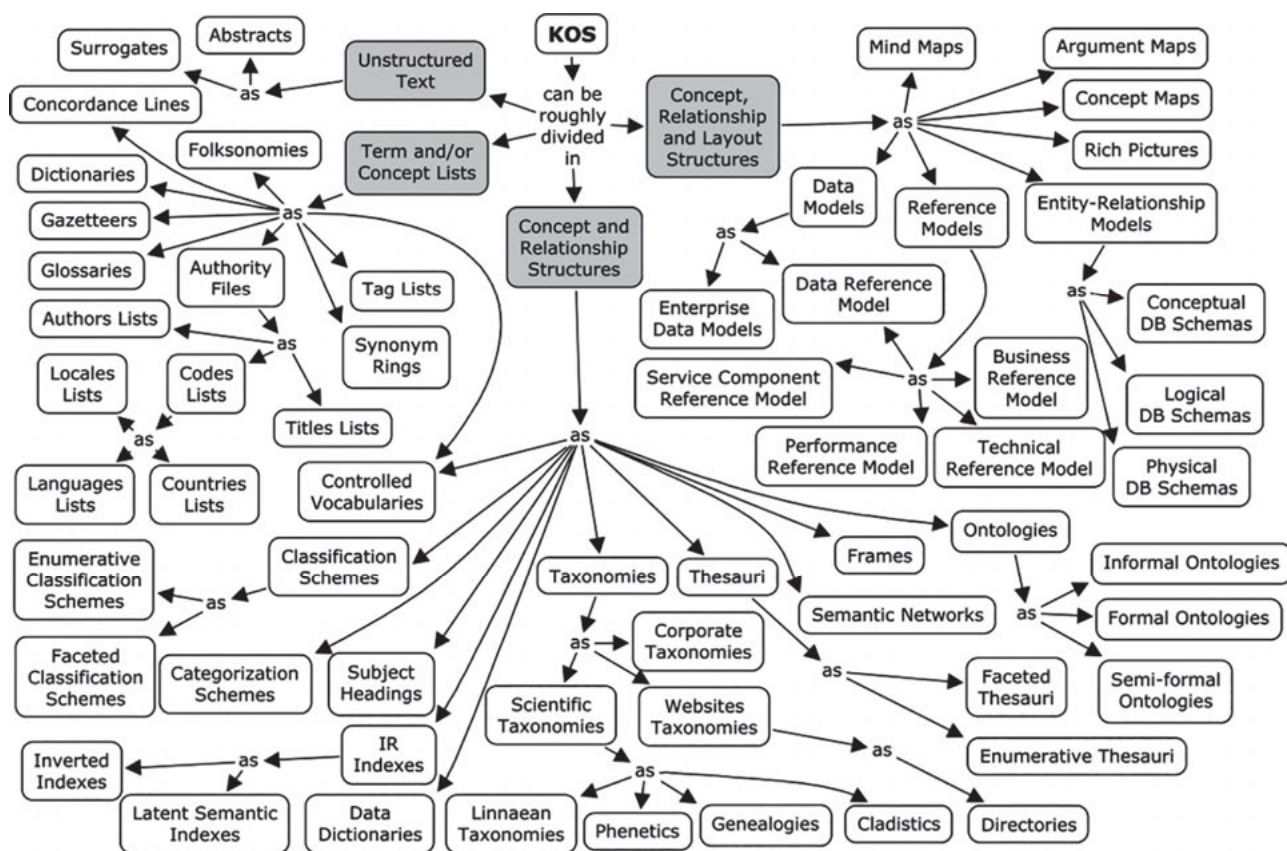 KOS
can be
roughly
divided
in
Unstructured
Text
as
Abstracts
Surrogates
Term and/or
Concept Lists
as
Concordance Lines
Folksonomies
Dictionaries
Gazetteers
Glossaries
Authority
Files
Tag Lists
Synonym
Rings
as
Authors Lists
Codes
Lists
Titles Lists
as
Locales
Lists
Languages
Lists
Countries
Lists
Controlled
Vocabularies
Concept and
Relationship
Structures
as
Classification
Schemes
as
Enumerative
Classification
Schemes
Faceted
Classification
Schemes
Categorization
Schemes
Subject
Headings
IR
Indexes
as
Inverted
Indexes
Latent Semantic
Indexes
Data
Dictionaries
Taxonomies
as
Corporate
Taxonomies
Scientific
Taxonomies
Websites
Taxonomies
as
Linnaean
Taxonomies
Phenetics
Genealogies
Cladistics
as
Directories
Thesauri
as
Faceted
Thesauri
Enumerative Thesauri
Semantic Networks
Frames
Ontologies
as
Informal Ontologies
Formal Ontologies
Semi-formal
Ontologies
Concept,
Relationship
and Layout
Structures
as
Mind Maps
Argument Maps
Concept Maps
Rich Pictures
Data
Models
Reference
Models
Entity-Relationship
Models
as
Enterprise
Data Models
Data Reference
Model
as
Service Component
Reference Model
Performance
Reference Model
Technical
Reference Model
Business
Reference
Model
as
Conceptual
DB Schemas
Logical
DB Schemas
Physical
DB Schemas